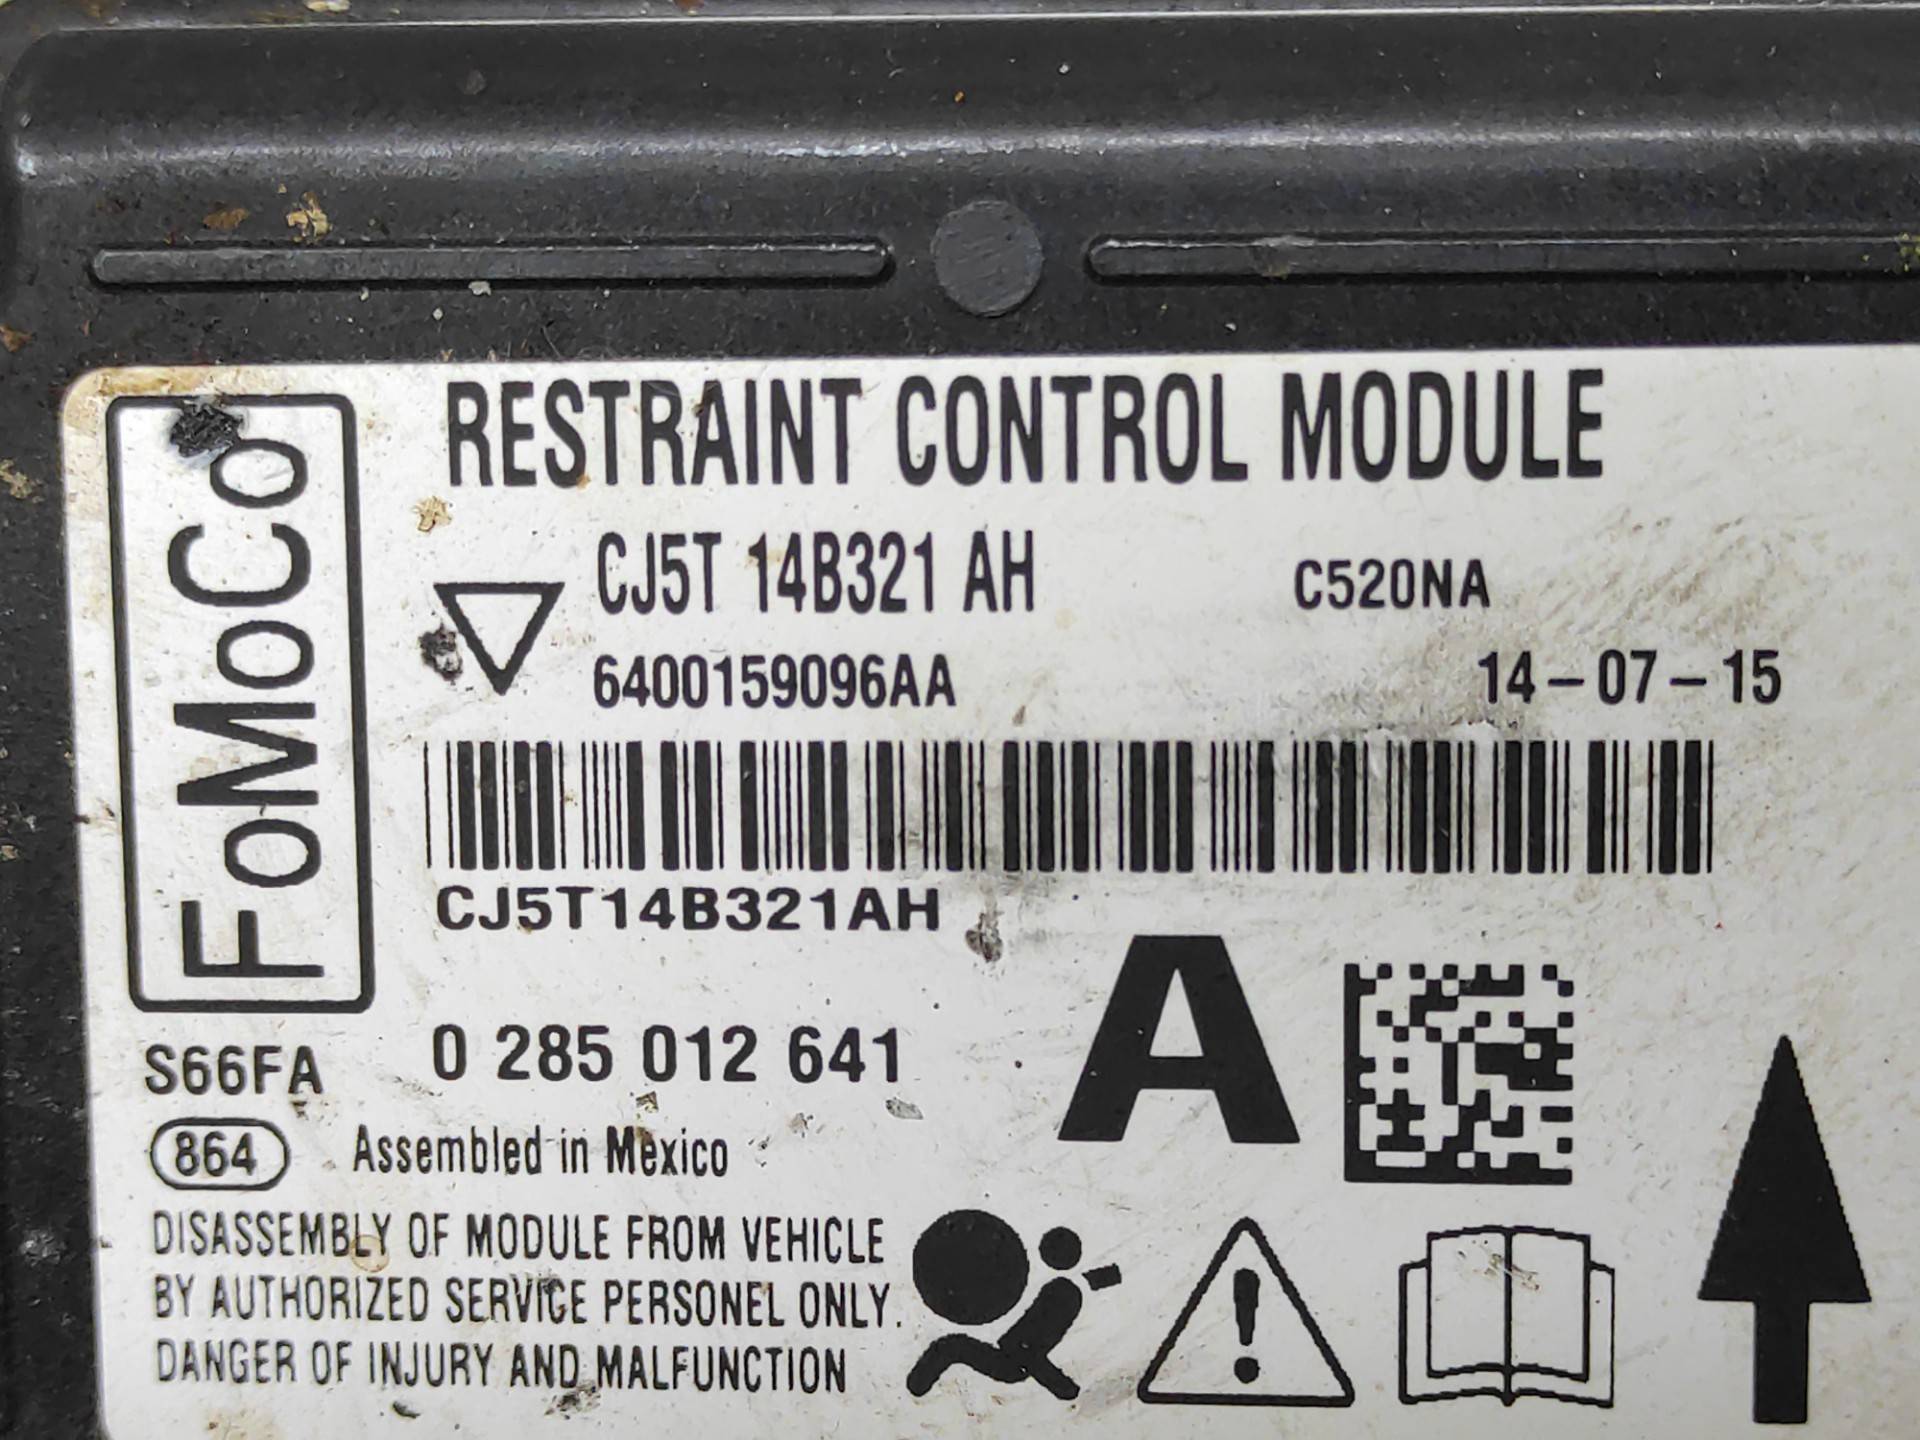 FoMoCo
RESTRAINT CONTROL MODULE
CJ5T 14B321 AH C520NA
6400159096AA 14-07-15
CJ5T14B321AH
A
S66FA 0 285 012 641
864 Assembled in Mexico
DISASSEMBLY OF MODULE FROM VEHICLE
BY AUTHORIZED SERVICE PERSONEL ONLY.
DANGER OF INJURY AND MALFUNCTION